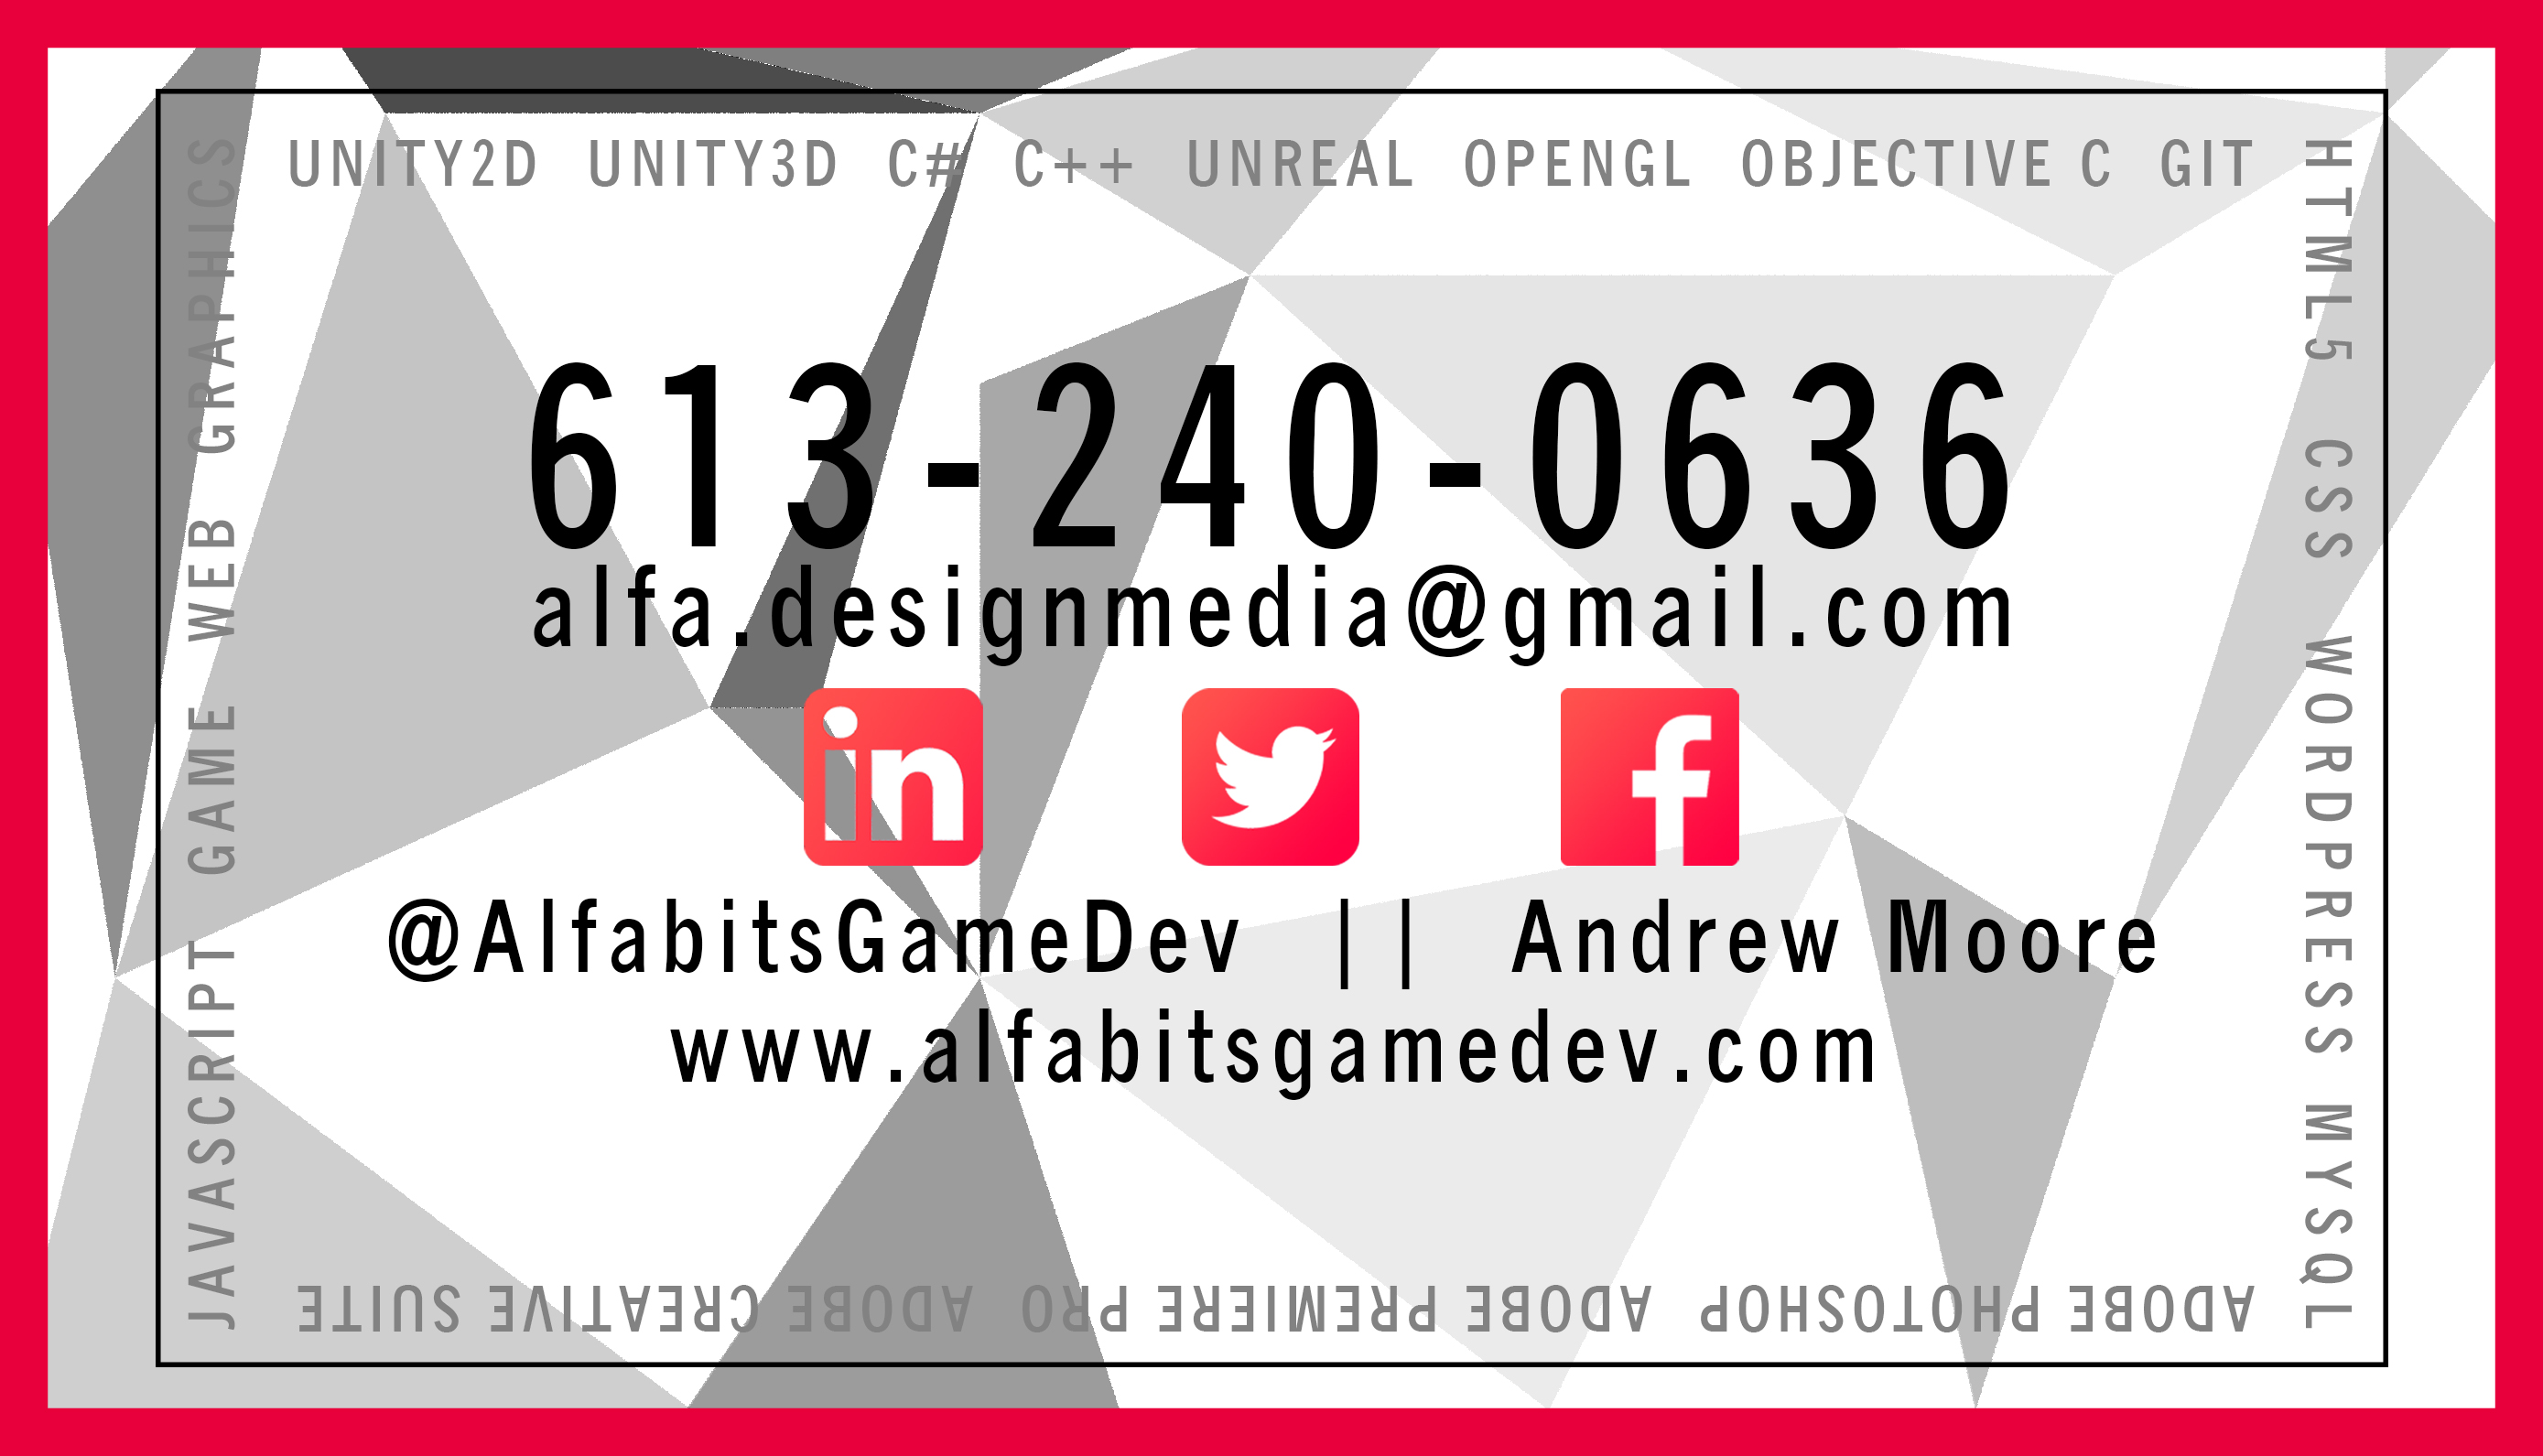 UNITY2D UNITY3D C# C++ UNREAL OPENGL OBJECTIVE C GIT
HTML5 CSS WORDPRESS MYSQL
ADOBE PHOTOSHOP ADOBE PREMIERE PRO ADOBE CREATIVE SUITE
JAVASCRIPT GAME WEB GRAPHICS
613-240-0636
alfa.designmedia@gmail.com
in f
@AlfabitsGameDev || Andrew Moore
www.alfabitsgamedev.com